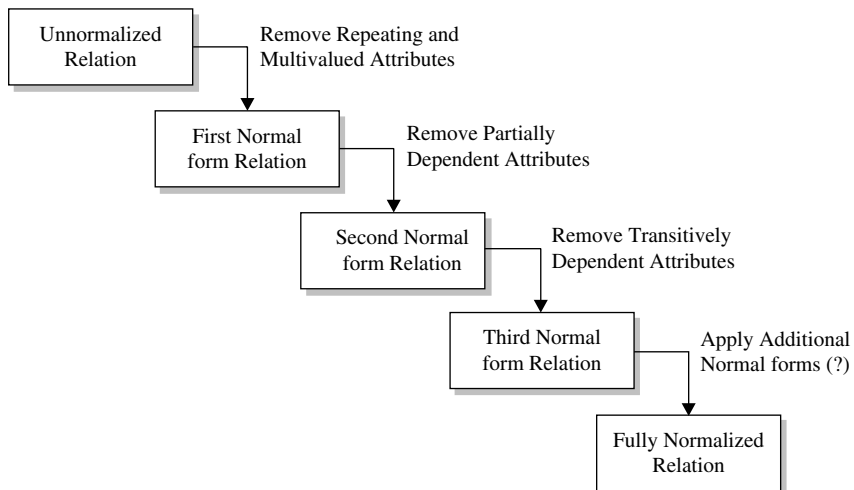 Unnormalized
Relation
Remove Repeating and
Multivalued Attributes
First Normal
form Relation
Remove Partially
Dependent Attributes
Second Normal
form Relation
Remove Transitively
Dependent Attributes
Third Normal
form Relation
Apply Additional
Normal forms (?)
Fully Normalized
Relation